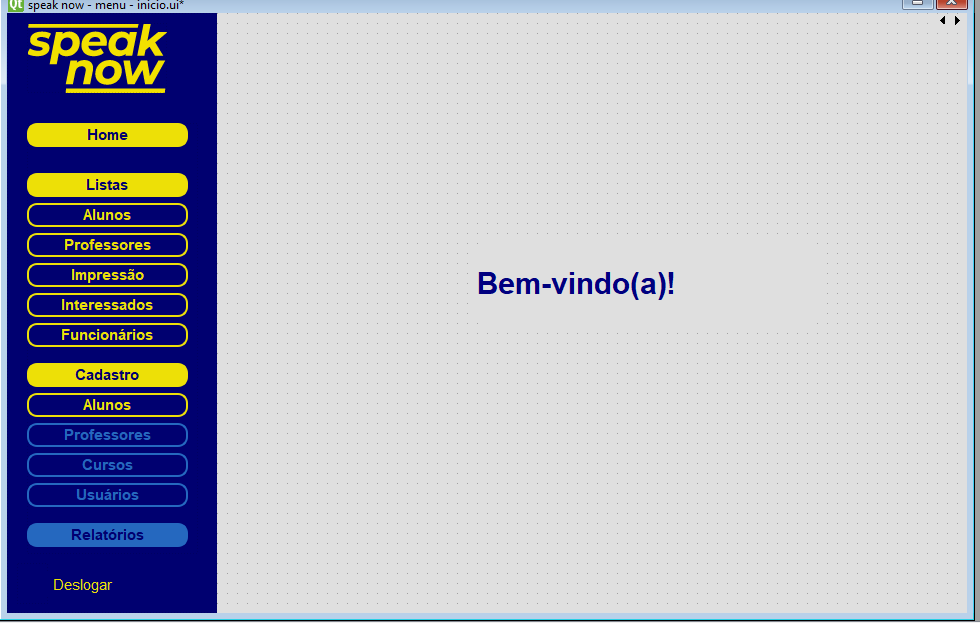 Qt speak now - menu - inicio.ui*
speak
now
Home
Listas
Alunos
Professores
Impressão
Interessados
Funcionários
Cadastro
Alunos
Professores
Cursos
Usuários
Relatórios
Deslogar
Bem-vindo(a)!